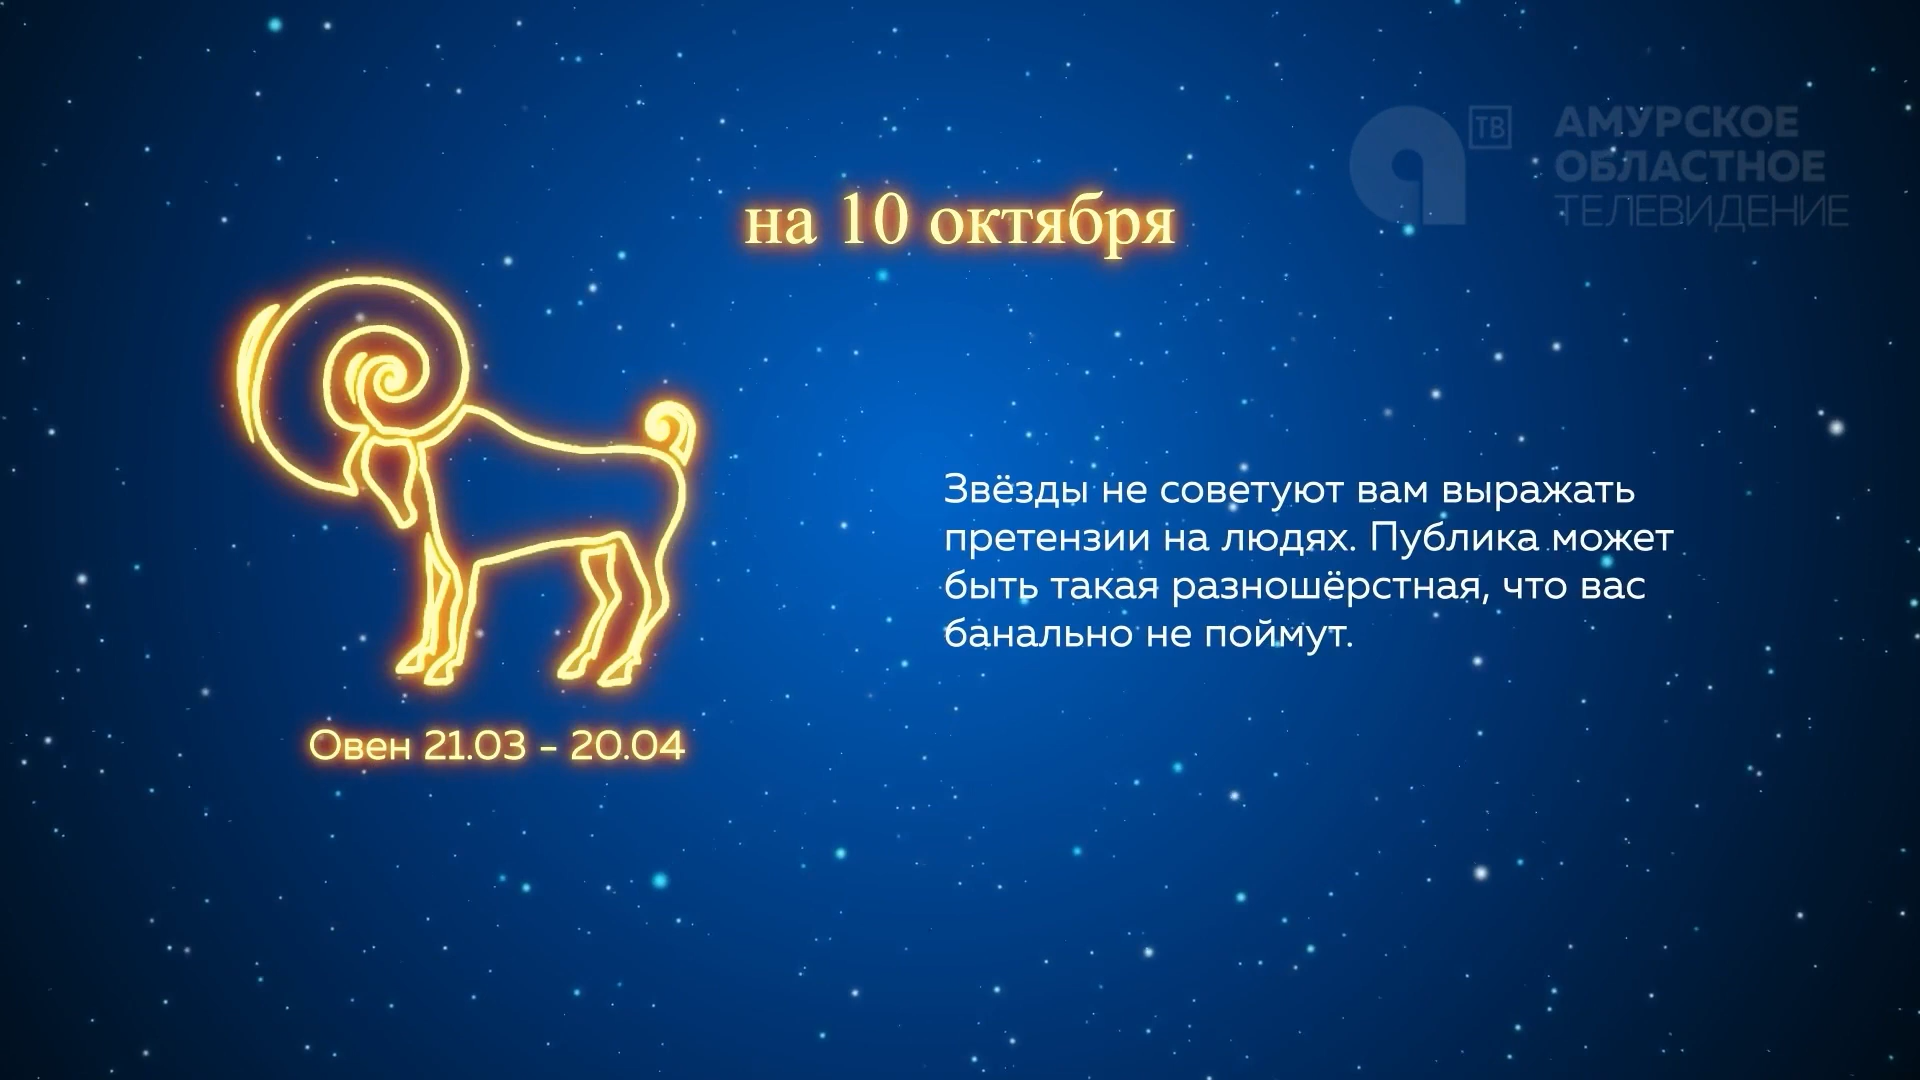 ТВ
АМУРСКОЕ
ОБЛАСТНОЕ
ТЕЛЕВИДЕНИЕ
на 10 октября
Звёзды не советуют вам выражать
претензии на людях. Публика может
быть такая разношёрстная, что вас
банально не поймут.
Овен 21.03 - 20.04